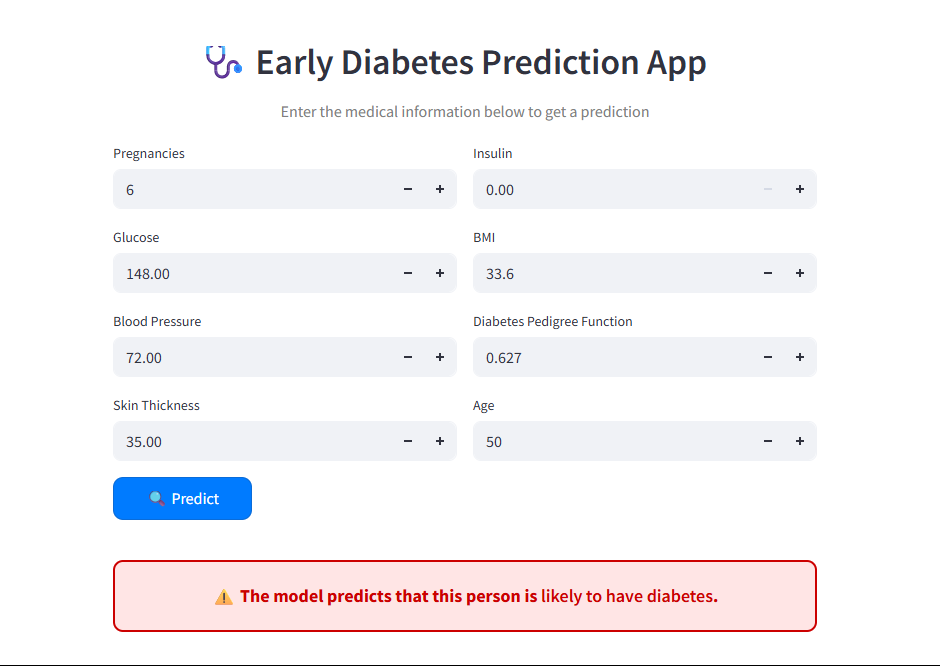 🩺 Early Diabetes Prediction App
Enter the medical information below to get a prediction
Pregnancies
6
Insulin
0.00
Glucose
148.00
BMI
33.6
Blood Pressure
72.00
Diabetes Pedigree Function
0.627
Skin Thickness
35.00
Age
50
🔍 Predict
⚠️ The model predicts that this person is likely to have diabetes.